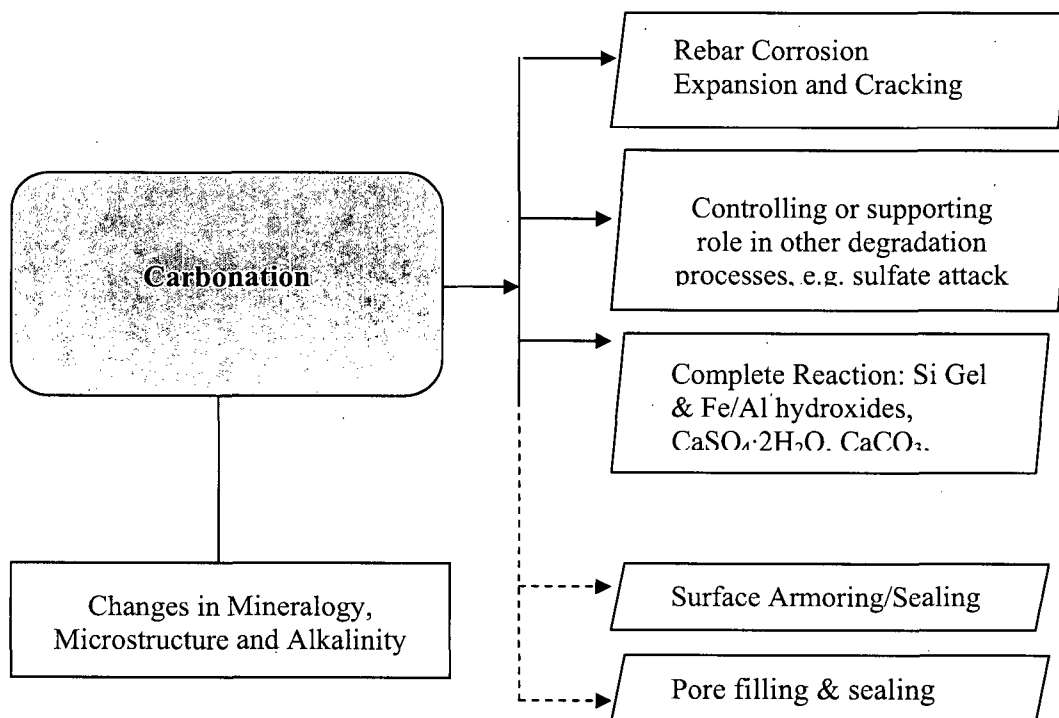 Rebar Corrosion
Expansion and Cracking
Controlling or supporting
role in other degradation
processes, e.g. sulfate attack
Carbonation
Complete Reaction: Si Gel
& Fe/Al hydroxides,
CaSO₄·2H₂O, CaCO₃,
Changes in Mineralogy,
Microstructure and Alkalinity
Surface Armoring/Sealing
Pore filling & sealing